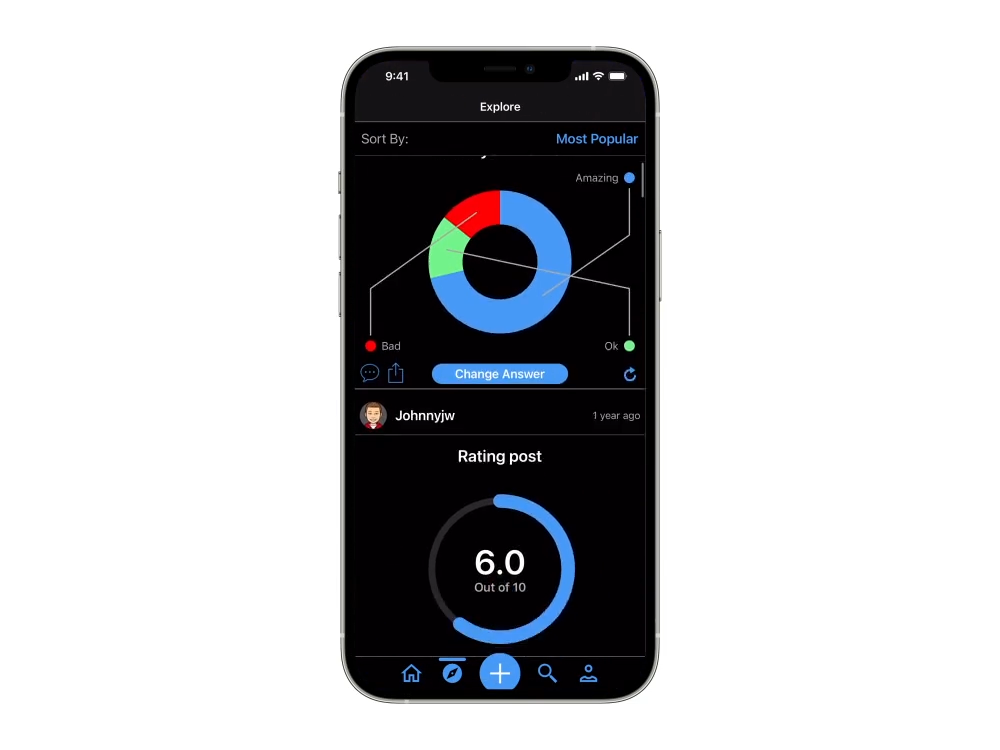 9:41
Explore
Sort By:
Most Popular
Amazing
Bad
Ok
Change Answer
Johnnyjw
1 year ago
Rating post
6.0
Out of 10